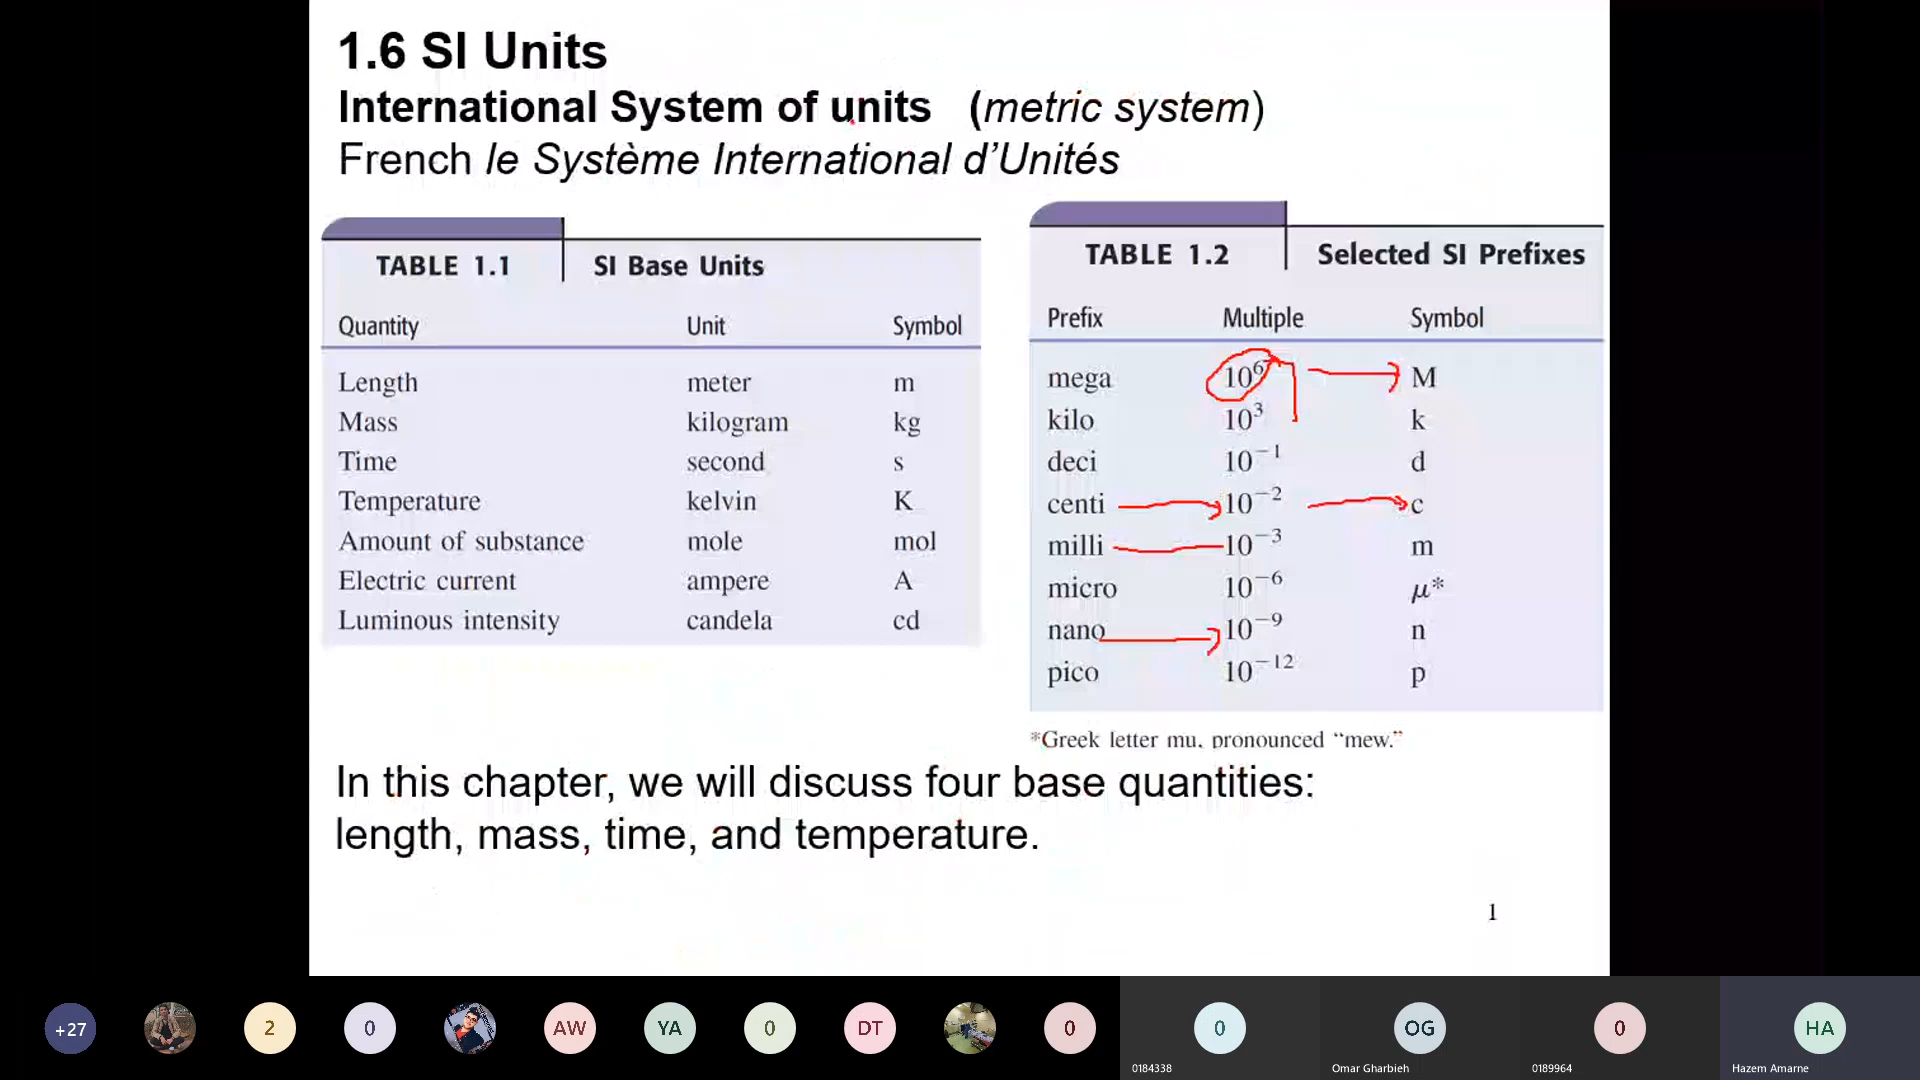 1.6 SI Units
International System of units (metric system)
French le Système International d’Unités
TABLE 1.1 SI Base Units
Quantity Unit Symbol
Length meter m
Mass kilogram kg
Time second s
Temperature kelvin K
Amount of substance mole mol
Electric current ampere A
Luminous intensity candela cd
TABLE 1.2 Selected SI Prefixes
Prefix Multiple Symbol
mega 10⁶ M
kilo 10³ k
deci 10⁻¹ d
centi 10⁻² c
milli 10⁻³ m
micro 10⁻⁶ μ*
nano 10⁻⁹ n
pico 10⁻¹² p
*Greek letter mu, pronounced “mew.”
In this chapter, we will discuss four base quantities:
length, mass, time, and temperature.
1
+27 2 0 AW YA 0 DT 0 0 OG 0 HA
0184338 Omar Gharbieh 0189964 Hazem Amarne